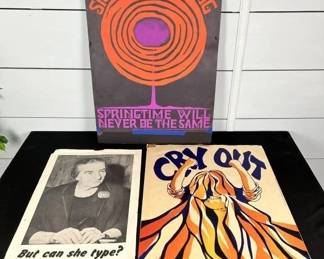 SPRINGTIME WILL
NEVER BE THE SAME
CRY OUT
But can she type?